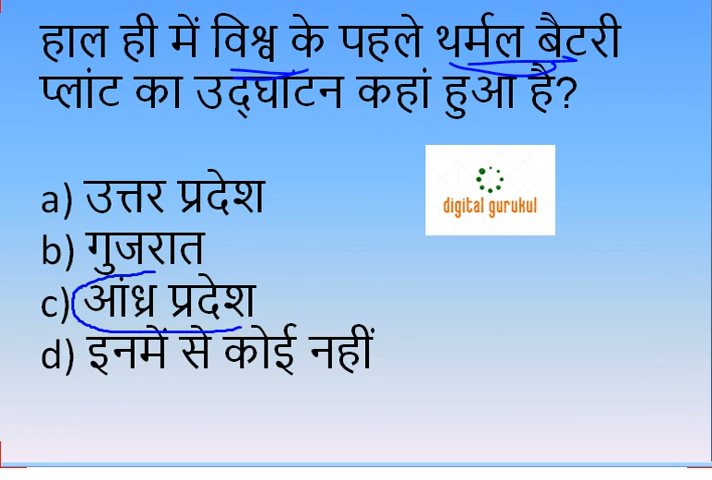 हाल ही में विश्व के पहले थर्मल बैटरी
प्लांट का उद्घाटन कहां हुआ है?
a) उत्तर प्रदेश
digital gurukul
b) गुजरात
c) आंध्र प्रदेश
d) इनमें से कोई नहीं